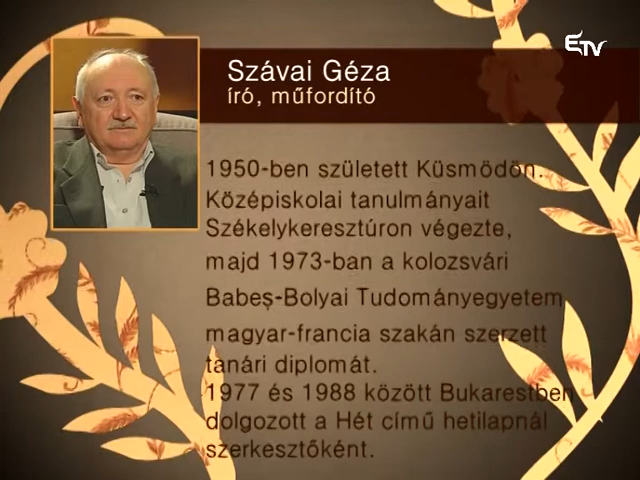 ETV
Szávai Géza
író, műfordító
1950-ben született Küsmödön.
Középiskolai tanulmányait
Székelykeresztúron végezte,
majd 1973-ban a kolozsvári
Babeș-Bolyai Tudományegyetem
magyar-francia szakán szerzett
tanári diplomát.
1977 és 1988 között Bukarestben
dolgozott a Hét című hetilapnál
szerkesztőként.